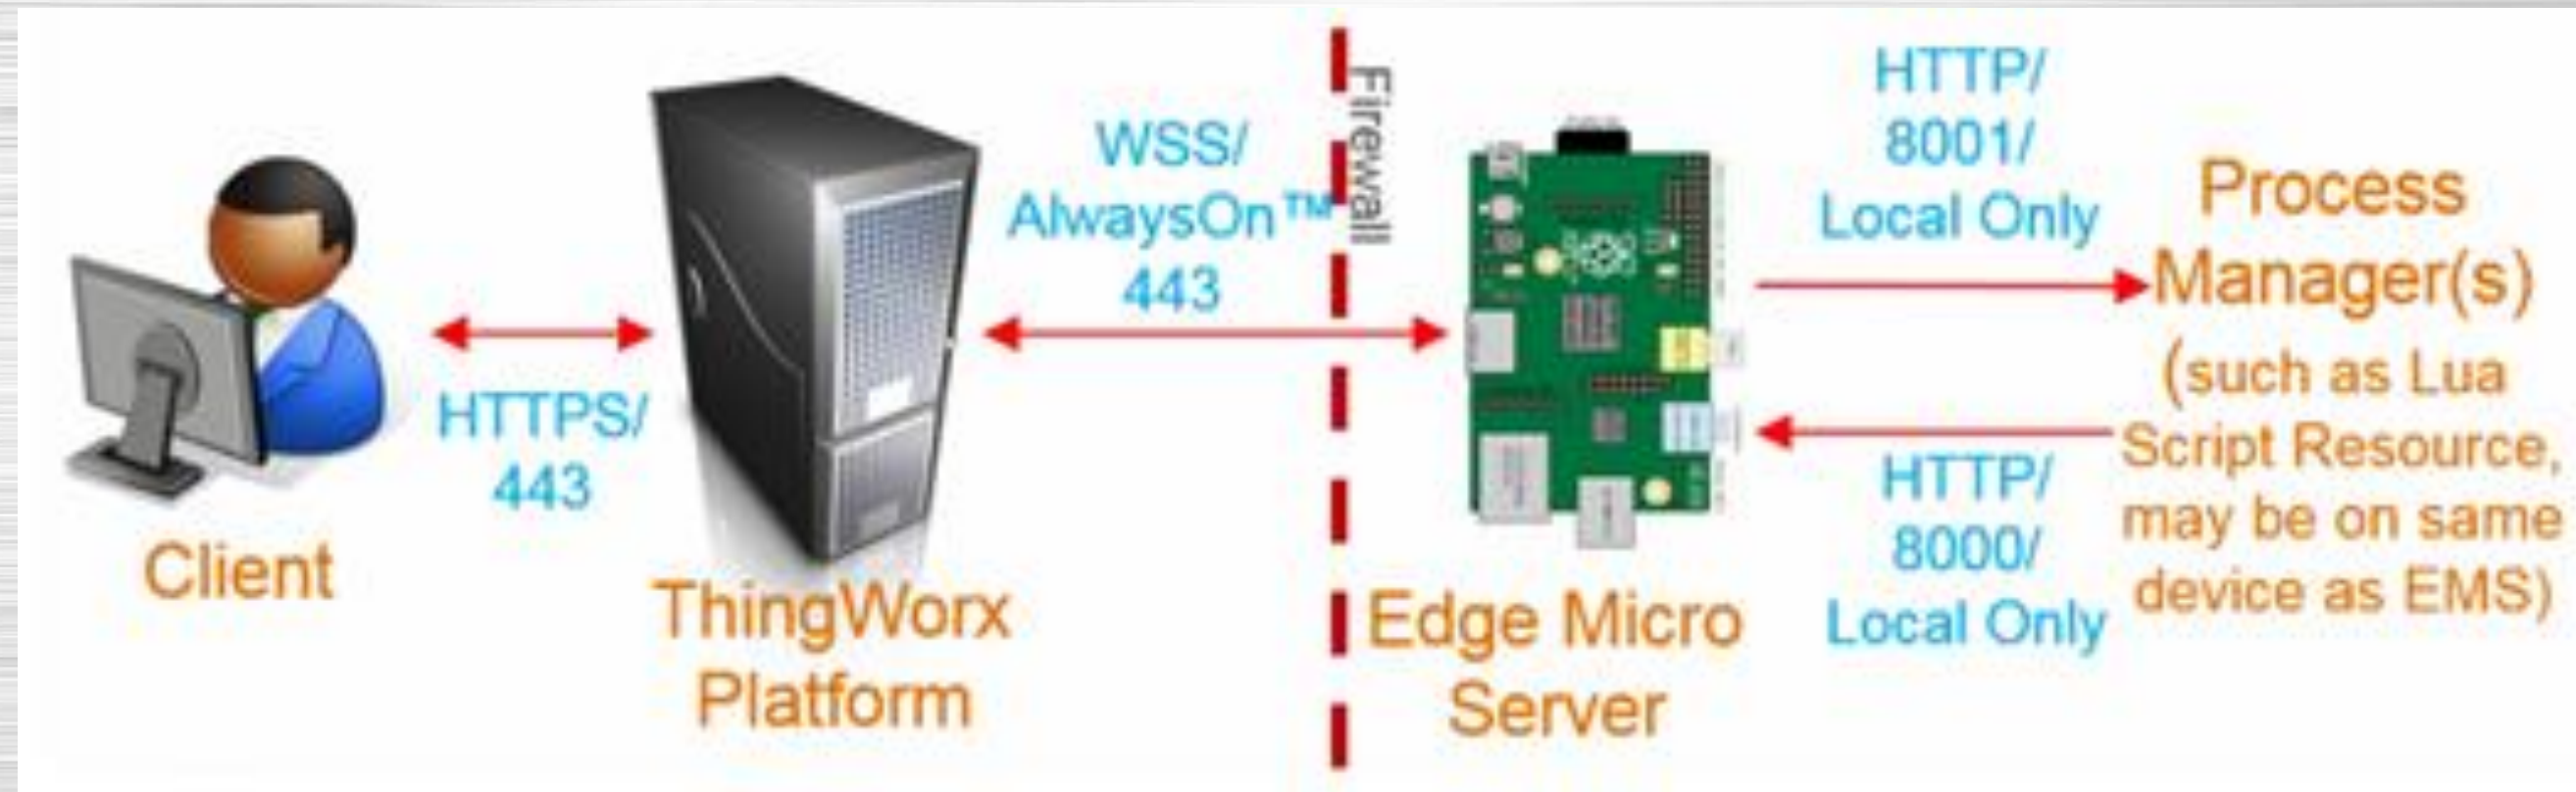 Client
HTTPS/
443
ThingWorx
Platform
WSS/
AlwaysOn™
443
Firewall
Edge Micro
Server
HTTP/
8001/
Local Only
HTTP/
8000/
Local Only
Process
Manager(s)
(such as Lua
Script Resource,
may be on same
device as EMS)